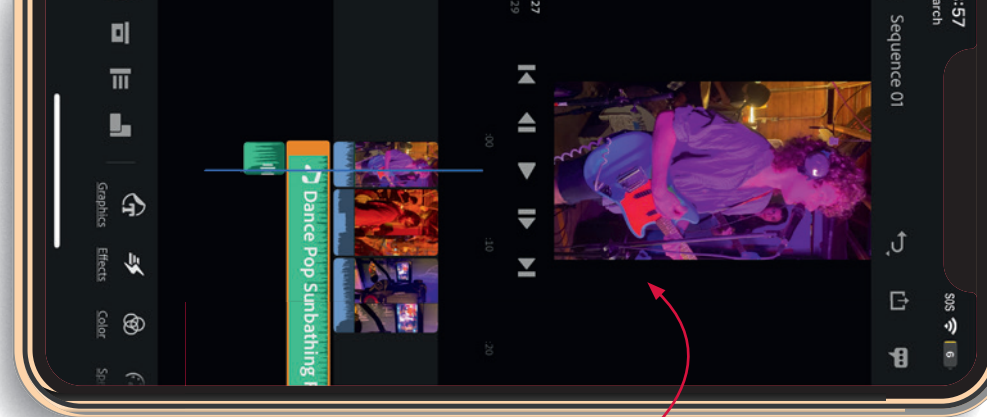 :57
SOS
6
arch
Sequence 01
27
29
:00
:10
:20
Dance Pop Sunbathing
Graphics
Effects
Color